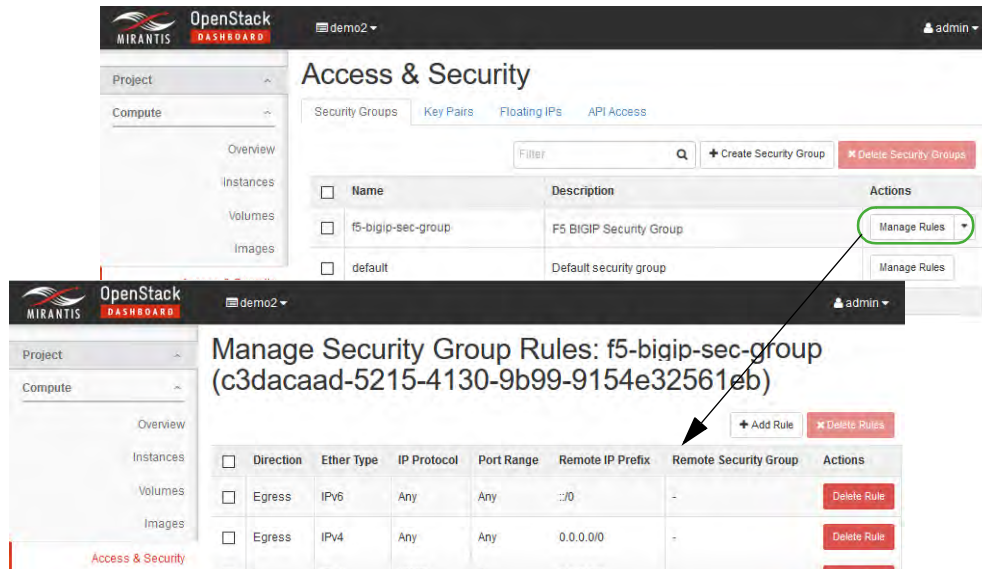 MIRANTIS OpenStack DASHBOARD demo2 admin
Project
Compute
Overview
Instances
Volumes
Images
Access & Security
Security Groups Key Pairs Floating IPs API Access
Filter + Create Security Group ✖ Delete Security Groups
Name Description Actions
f5-bigip-sec-group F5 BIGIP Security Group Manage Rules
default Default security group Manage Rules
MIRANTIS OpenStack DASHBOARD demo2 admin
Project
Compute
Overview
Instances
Volumes
Images
Access & Security
Manage Security Group Rules: f5-bigip-sec-group
(c3dacaad-5215-4130-9b99-9154e32561eb)
+ Add Rule ✖ Delete Rules
Direction Ether Type IP Protocol Port Range Remote IP Prefix Remote Security Group Actions
Egress IPv6 Any Any ::/0 - Delete Rule
Egress IPv4 Any Any 0.0.0.0/0 - Delete Rule